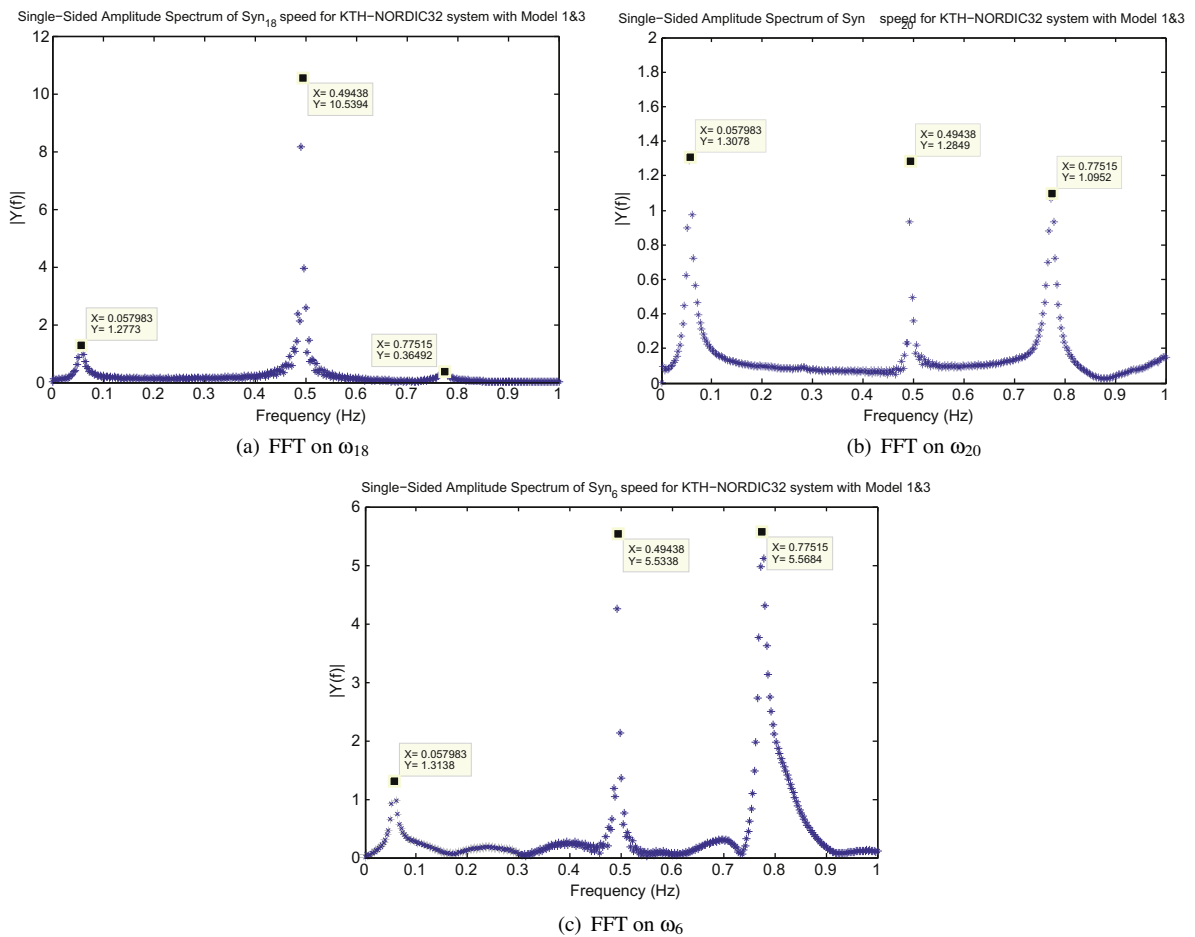 Single-Sided Amplitude Spectrum of Syn18 speed for KTH-NORDIC32 system with Model 1&3
12
10
8
6
4
2
0
|Y(f)|
X= 0.49438
Y= 10.5394
X= 0.057983
Y= 1.2773
X= 0.77515
Y= 0.36492
0 0.1 0.2 0.3 0.4 0.5 0.6 0.7 0.8 0.9 1
Frequency (Hz)
(a) FFT on ω18
Single-Sided Amplitude Spectrum of Syn20 speed for KTH-NORDIC32 system with Model 1&3
2
1.8
1.6
1.4
1.2
1
0.8
0.6
0.4
0.2
0
|Y(f)|
X= 0.057983
Y= 1.3078
X= 0.49438
Y= 1.2849
X= 0.77515
Y= 1.0952
0 0.1 0.2 0.3 0.4 0.5 0.6 0.7 0.8 0.9 1
Frequency (Hz)
(b) FFT on ω20
Single-Sided Amplitude Spectrum of Syn6 speed for KTH-NORDIC32 system with Model 1&3
6
5
4
3
2
1
0
|Y(f)|
X= 0.49438
Y= 5.5338
X= 0.77515
Y= 5.5684
X= 0.057983
Y= 1.3138
0 0.1 0.2 0.3 0.4 0.5 0.6 0.7 0.8 0.9 1
Frequency (Hz)
(c) FFT on ω6